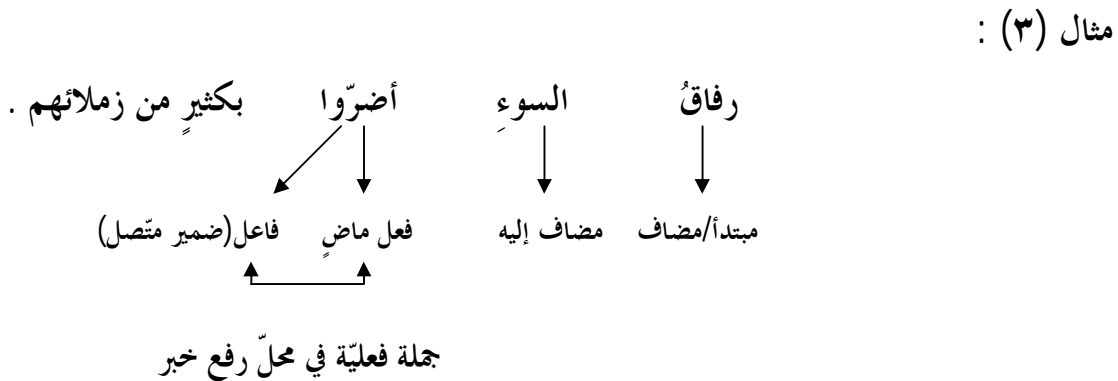 مثال (٣) :
رفاقُ السوءِ أضرّوا بكثيرٍ من زملائهم .
مبتدأ/مضاف مضاف إليه فعل ماضٍ فاعل(ضمير متّصل)
جملة فعليّة في محلّ رفع خبر